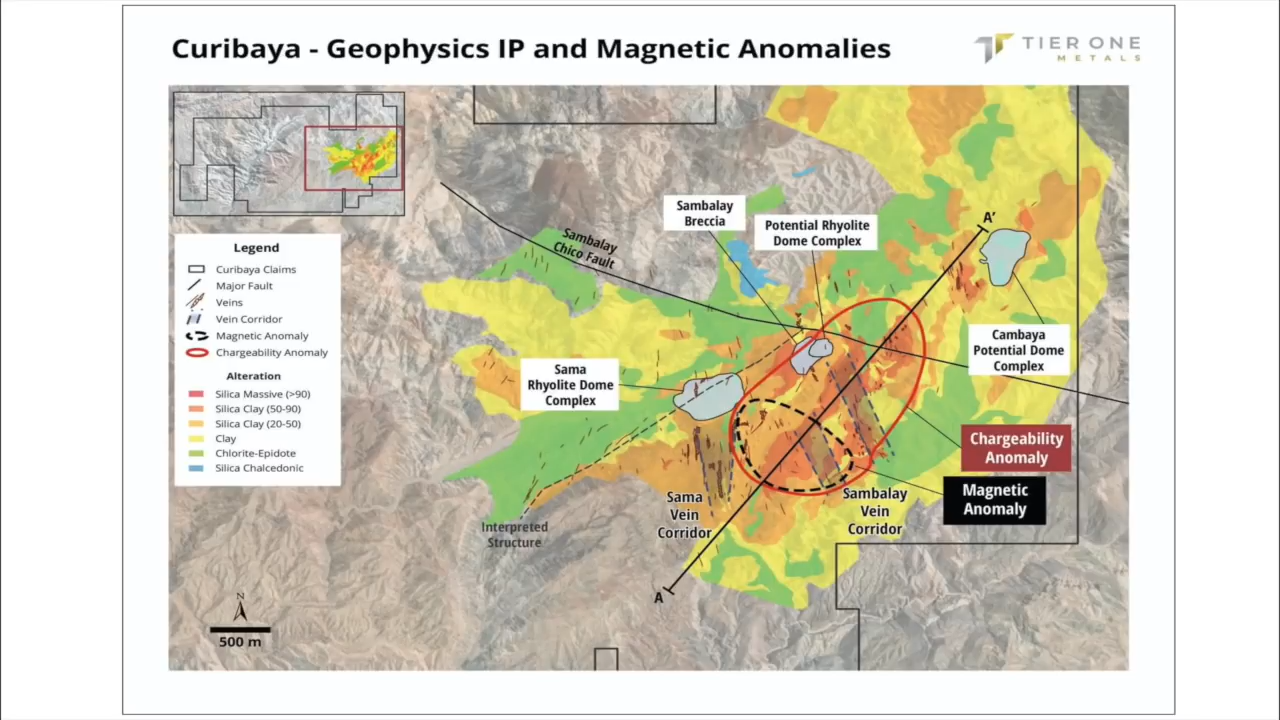 Curibaya - Geophysics IP and Magnetic Anomalies
TIER ONE
METALS
Legend
Curibaya Claims
Major Fault
Veins
Vein Corridor
Magnetic Anomaly
Chargeability Anomaly
Alteration
Silica Massive (>90)
Silica Clay (50-90)
Silica Clay (20-50)
Clay
Chlorite-Epidote
Silica Chalcedonic
Sambalay
Chico Fault
Sambalay
Breccia
Potential Rhyolite
Dome Complex
A'
Cambaya
Potential Dome
Complex
Sama
Rhyolite Dome
Complex
Chargeability
Anomaly
Magnetic
Anomaly
Sama
Vein
Corridor
Sambalay
Vein
Corridor
Interpreted
Structure
A
N
500 m